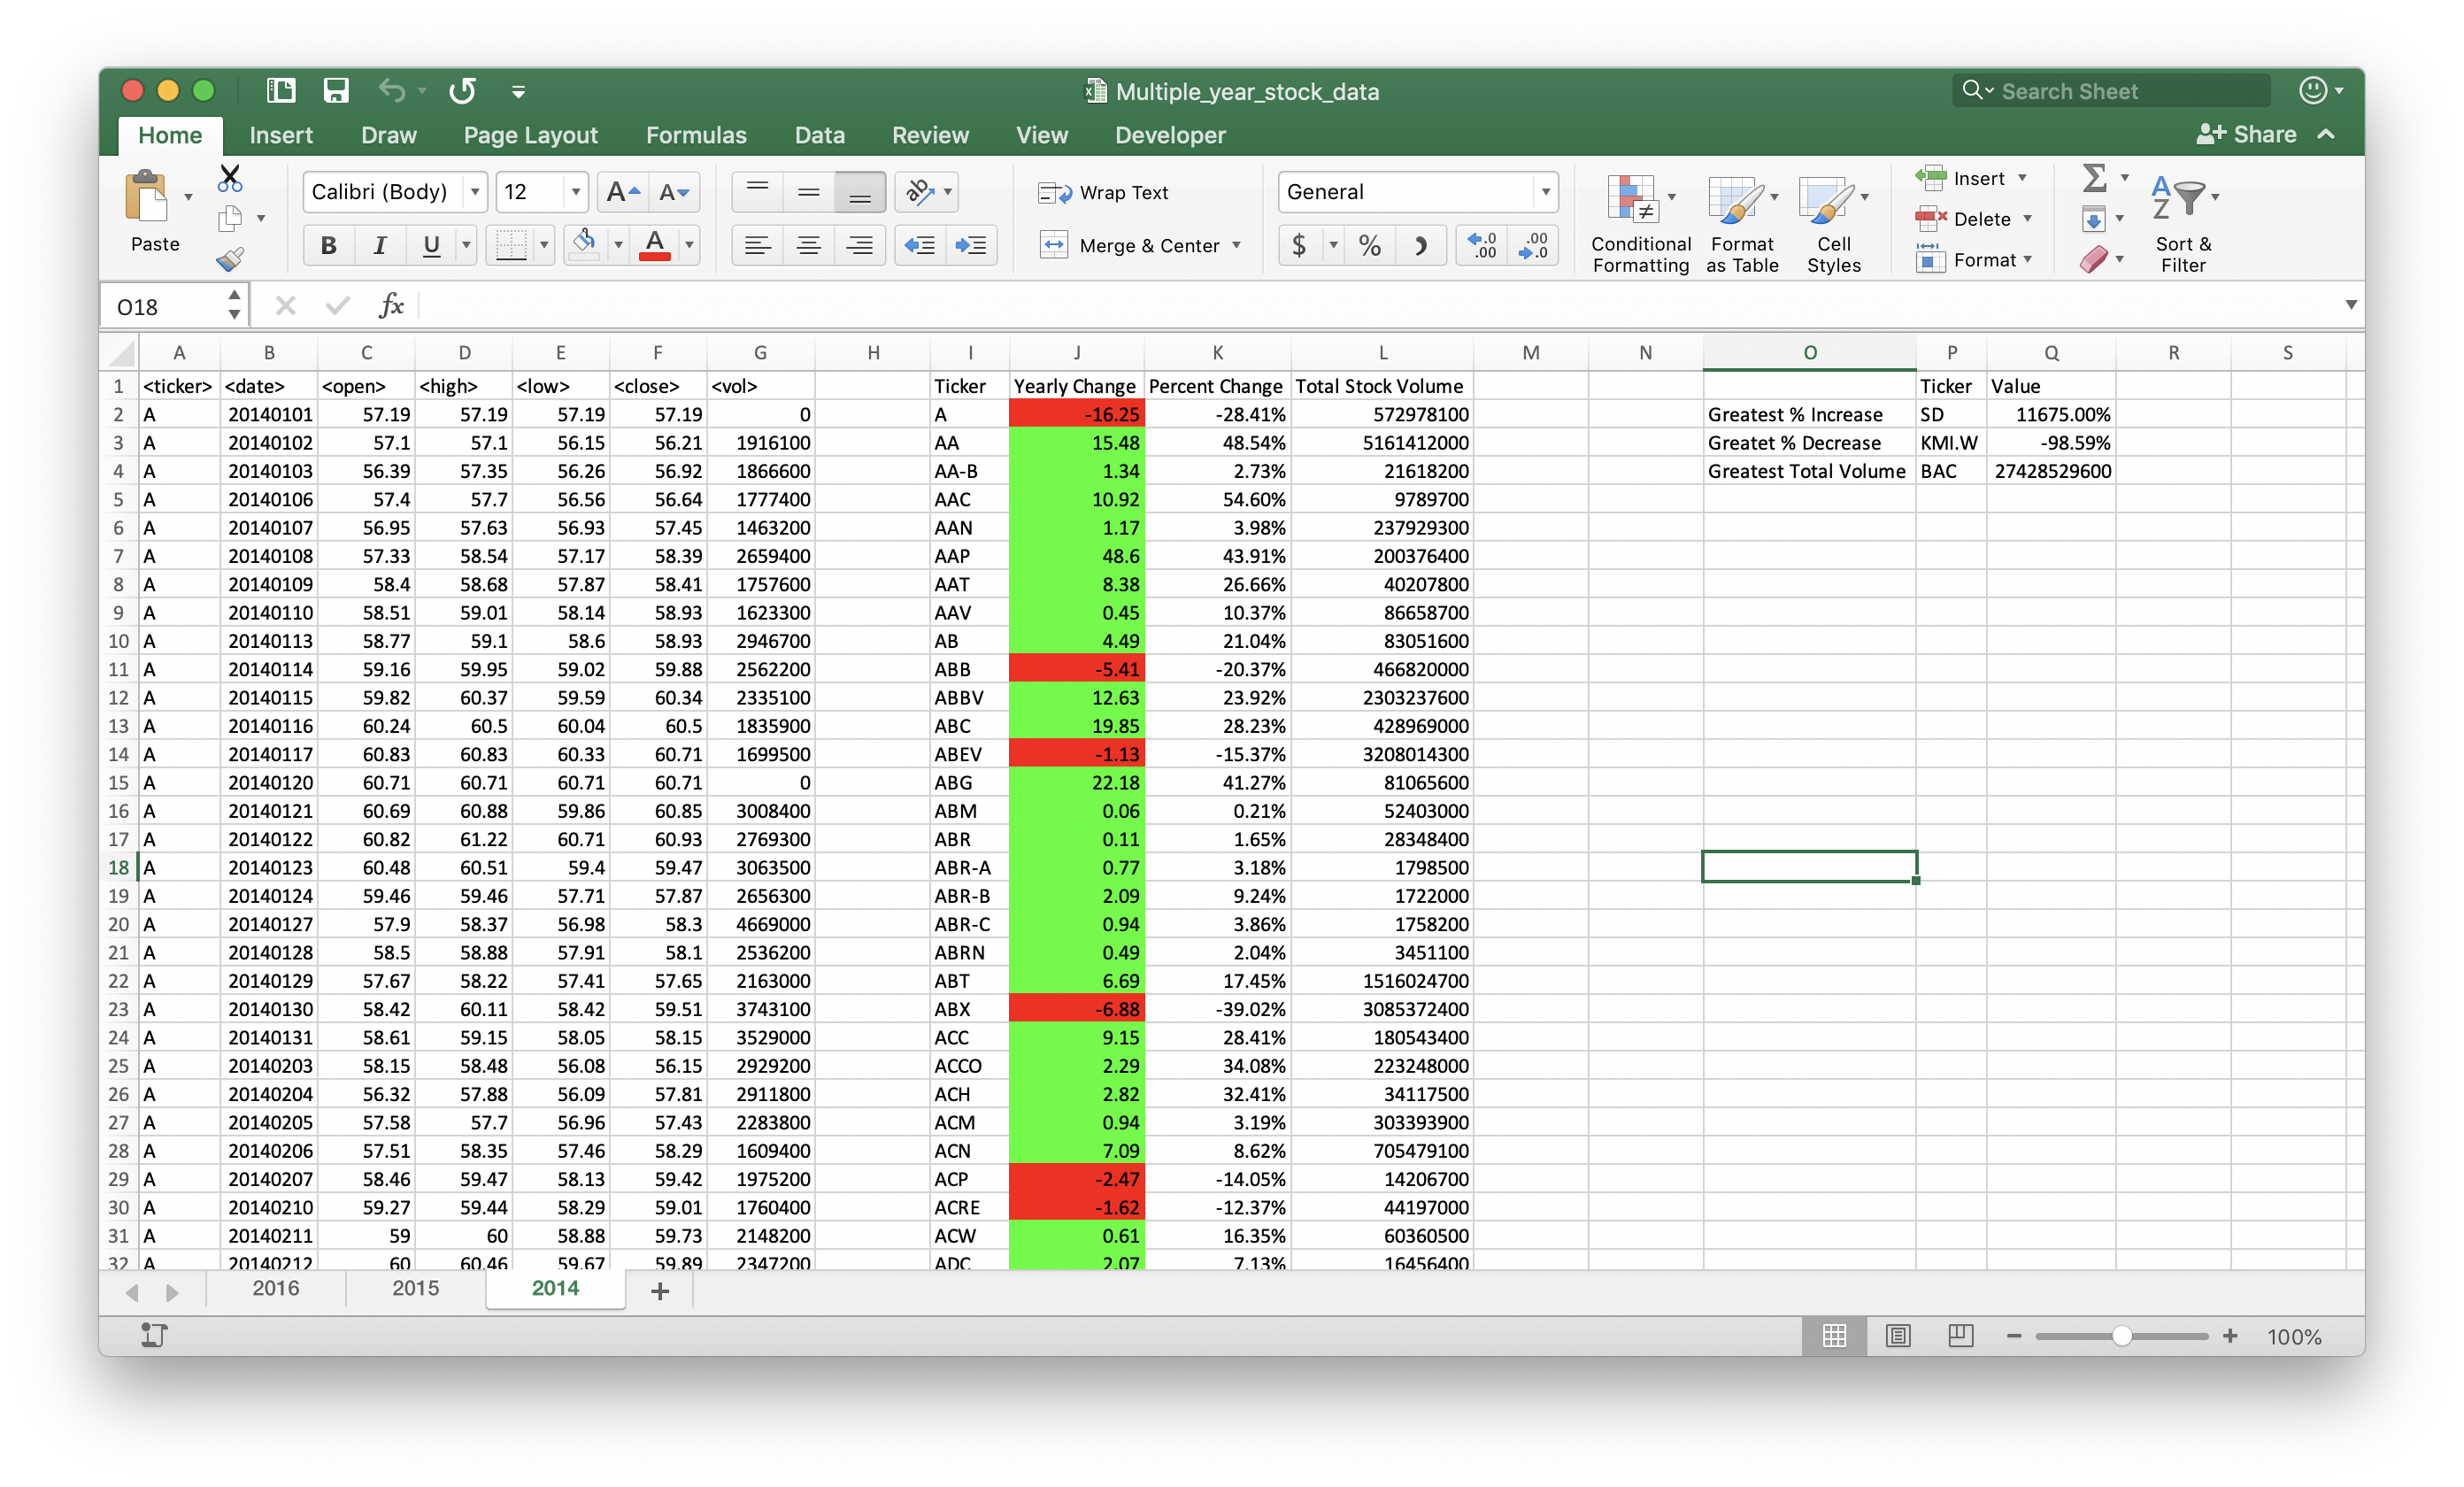 Multiple_year_stock_data
Search Sheet
Home Insert Draw Page Layout Formulas Data Review View Developer Share
Paste
Calibri (Body) 12 A A
B I U A
ab
Wrap Text
Merge & Center
General
$ % .0 .00 .00 .0
Conditional Formatting
Format as Table
Cell Styles
Insert
Delete
Format
Σ
A Z
Sort & Filter
O18 fx
A B C D E F G H I J K L M N O P Q R S
1 <ticker> <date> <open> <high> <low> <close> <vol> Ticker Yearly Change Percent Change Total Stock Volume Ticker Value
2 A 20140101 57.19 57.19 57.19 57.19 0 A -16.25 -28.41% 572978100 Greatest % Increase SD 11675.00%
3 A 20140102 57.1 57.1 56.15 56.21 1916100 AA 15.48 48.54% 5161412000 Greatet % Decrease KMI.W -98.59%
4 A 20140103 56.39 57.35 56.26 56.92 1866600 AA-B 1.34 2.73% 21618200 Greatest Total Volume BAC 27428529600
5 A 20140106 57.4 57.7 56.56 56.64 1777400 AAC 10.92 54.60% 9789700
6 A 20140107 56.95 57.63 56.93 57.45 1463200 AAN 1.17 3.98% 237929300
7 A 20140108 57.33 58.54 57.17 58.39 2659400 AAP 48.6 43.91% 200376400
8 A 20140109 58.4 58.68 57.87 58.41 1757600 AAT 8.38 26.66% 40207800
9 A 20140110 58.51 59.01 58.14 58.93 1623300 AAV 0.45 10.37% 86658700
10 A 20140113 58.77 59.1 58.6 58.93 2946700 AB 4.49 21.04% 83051600
11 A 20140114 59.16 59.95 59.02 59.88 2562200 ABB -5.41 -20.37% 466820000
12 A 20140115 59.82 60.37 59.59 60.34 2335100 ABBV 12.63 23.92% 2303237600
13 A 20140116 60.24 60.5 60.04 60.5 1835900 ABC 19.85 28.23% 428969000
14 A 20140117 60.83 60.83 60.33 60.71 1699500 ABEV -1.13 -15.37% 3208014300
15 A 20140120 60.71 60.71 60.71 60.71 0 ABG 22.18 41.27% 81065600
16 A 20140121 60.69 60.88 59.86 60.85 3008400 ABM 0.06 0.21% 52403000
17 A 20140122 60.82 61.22 60.71 60.93 2769300 ABR 0.11 1.65% 28348400
18 A 20140123 60.48 60.51 59.4 59.47 3063500 ABR-A 0.77 3.18% 1798500
19 A 20140124 59.46 59.46 57.71 57.87 2656300 ABR-B 2.09 9.24% 1722000
20 A 20140127 57.9 58.37 56.98 58.3 4669000 ABR-C 0.94 3.86% 1758200
21 A 20140128 58.5 58.88 57.91 58.1 2536200 ABRN 0.49 2.04% 3451100
22 A 20140129 57.67 58.22 57.41 57.65 2163000 ABT 6.69 17.45% 1516024700
23 A 20140130 58.42 60.11 58.42 59.51 3743100 ABX -6.88 -39.02% 3085372400
24 A 20140131 58.61 59.15 58.05 58.15 3529000 ACC 9.15 28.41% 180543400
25 A 20140203 58.15 58.48 56.08 56.15 2929200 ACCO 2.29 34.08% 223248000
26 A 20140204 56.32 57.88 56.09 57.81 2911800 ACH 2.82 32.41% 34117500
27 A 20140205 57.58 57.7 56.96 57.43 2283800 ACM 0.94 3.19% 303393900
28 A 20140206 57.51 58.35 57.46 58.29 1609400 ACN 7.09 8.62% 705479100
29 A 20140207 58.46 59.47 58.13 59.42 1975200 ACP -2.47 -14.05% 14206700
30 A 20140210 59.27 59.44 58.29 59.01 1760400 ACRE -1.62 -12.37% 44197000
31 A 20140211 59 60 58.88 59.73 2148200 ACW 0.61 16.35% 60360500
32 A 20140212 60 60.46 59.67 59.89 2347200 ADC 2.07 7.13% 16456400
2016 2015 2014 +
100%